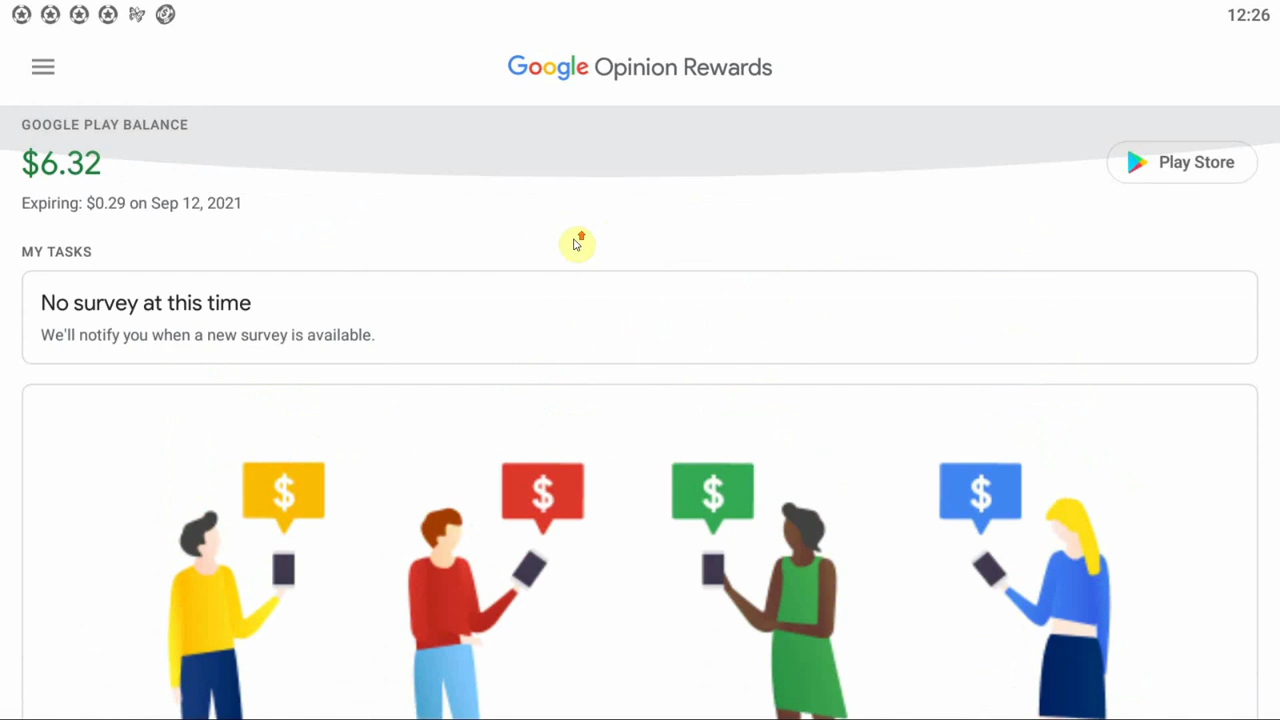 12:26
Google Opinion Rewards
GOOGLE PLAY BALANCE
$6.32
Play Store
Expiring: $0.29 on Sep 12, 2021
MY TASKS
No survey at this time
We'll notify you when a new survey is available.
$ $ $ $